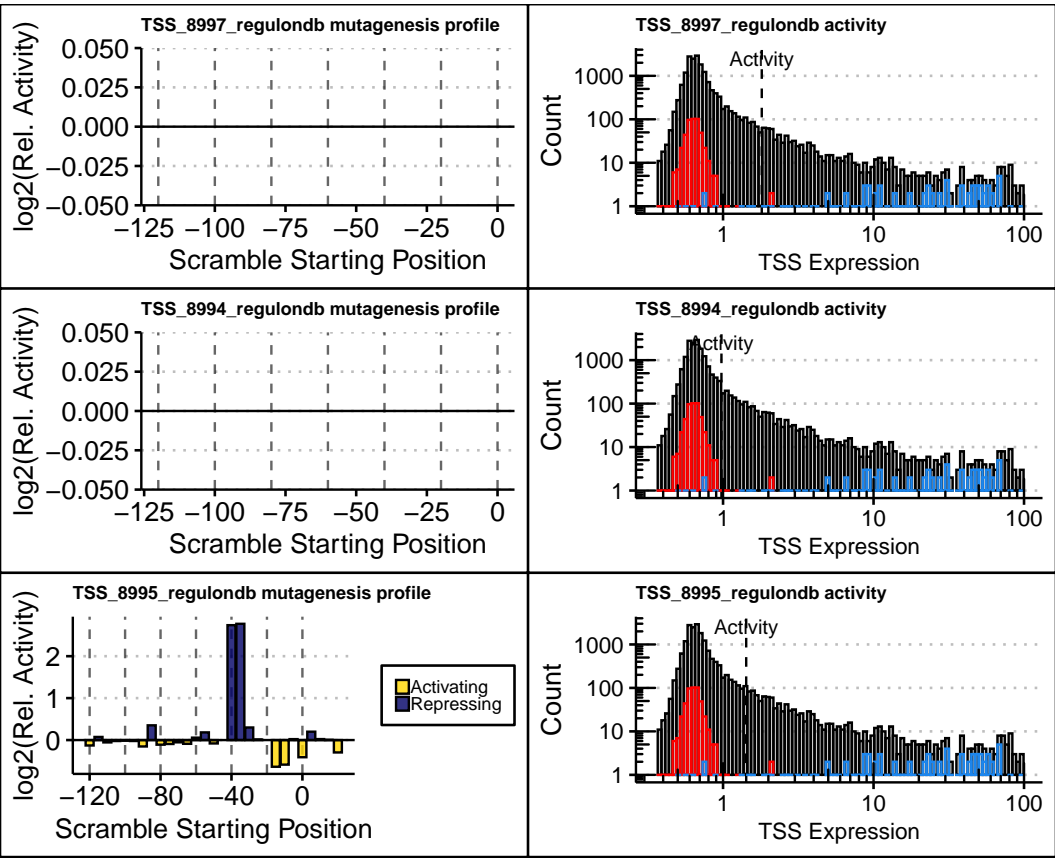 TSS_8997_regulondb mutagenesis profile
log2(Rel. Activity)
0.050
0.025
0.000
−0.025
−0.050
−125 −100 −75 −50 −25 0
Scramble Starting Position
TSS_8997_regulondb activity
Activity
Count
1000
100
10
1
1 10 100
TSS Expression
TSS_8994_regulondb mutagenesis profile
log2(Rel. Activity)
0.050
0.025
0.000
−0.025
−0.050
−125 −100 −75 −50 −25 0
Scramble Starting Position
TSS_8994_regulondb activity
Activity
Count
1000
100
10
1
1 10 100
TSS Expression
TSS_8995_regulondb mutagenesis profile
log2(Rel. Activity)
2
1
0
−120 −80 −40 0
Scramble Starting Position
Activating
Repressing
TSS_8995_regulondb activity
Activity
Count
1000
100
10
1
1 10 100
TSS Expression